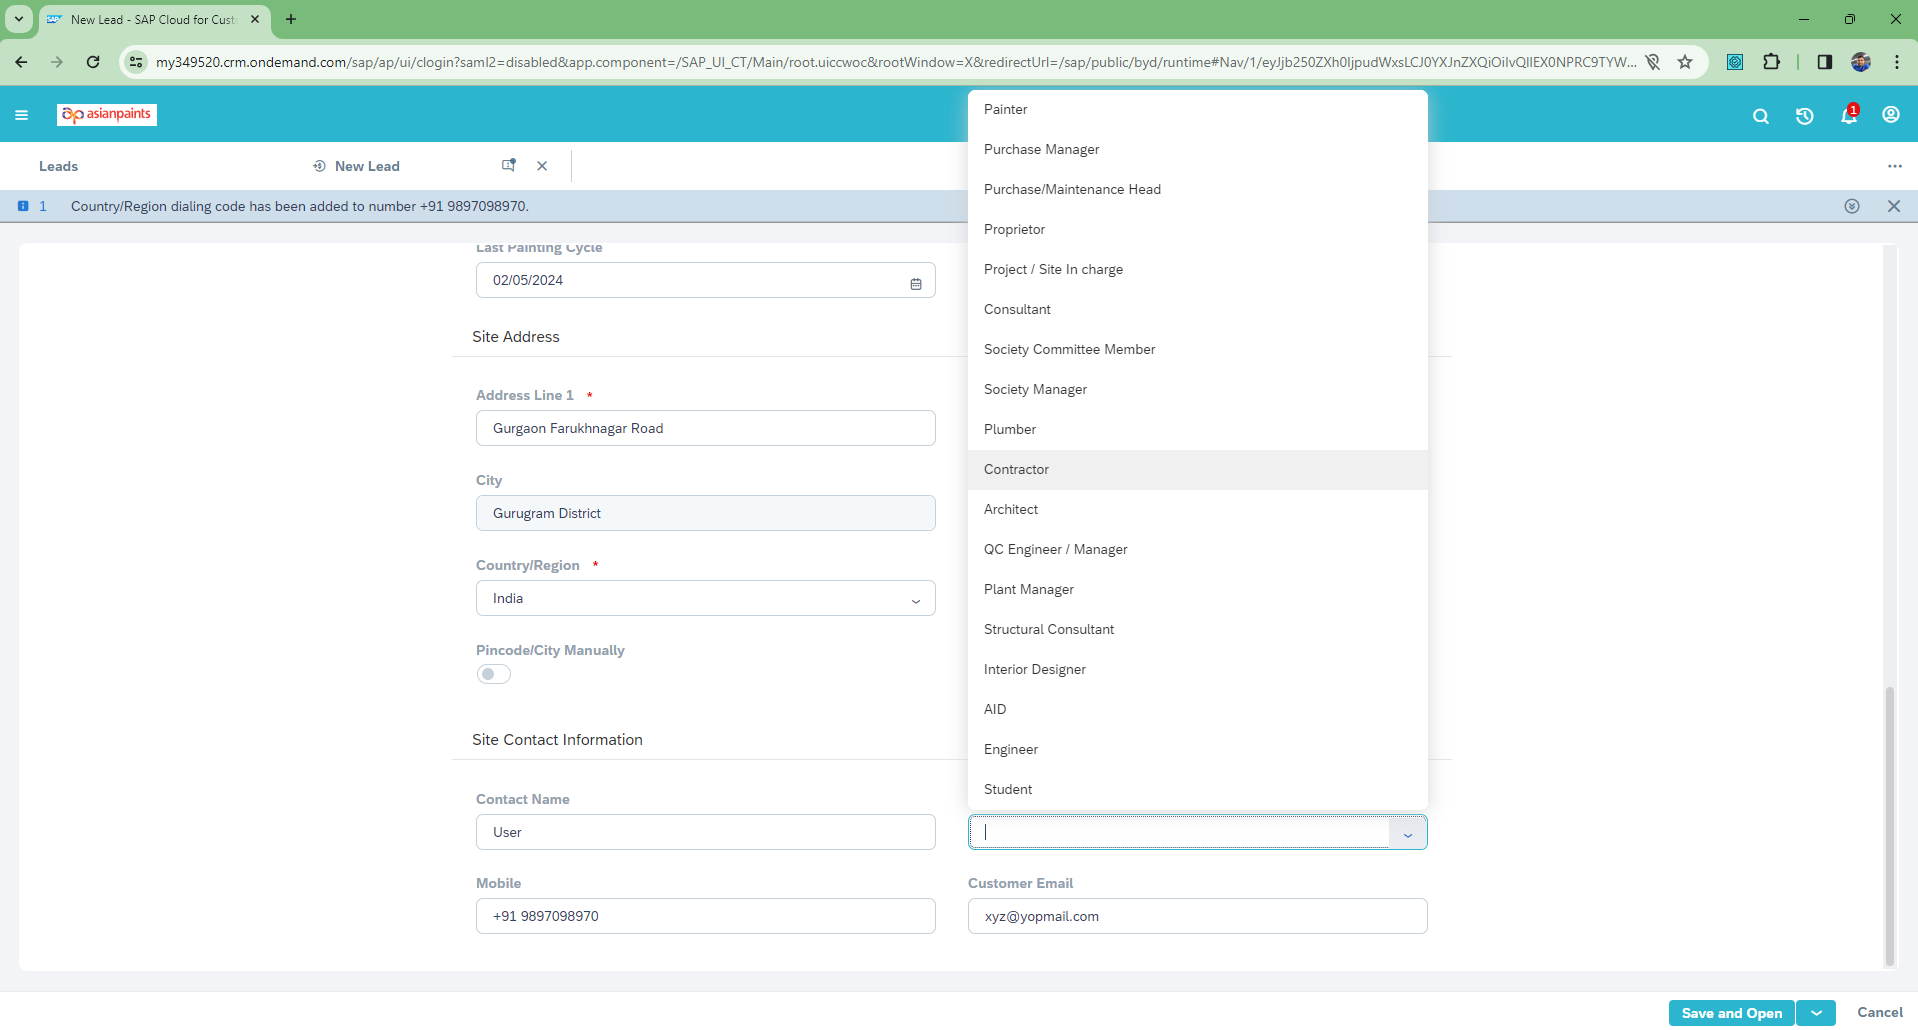 New Lead - SAP Cloud for Cust
my349520.crm.ondemand.com/sap/ap/ui/clogin?saml2=disabled&app.component=/SAP_UI_CT/Main/root.uiccwoc&rootWindow=X&redirectUrl=/sap/public/byd/runtime#Nav/1/eyJjb250ZXh0IjpudWxsLCJ0YXJnZXQiOiIvQllEX0NPRC9TYW...
asianpaints
1
Leads
New Lead
1 Country/Region dialing code has been added to number +91 9897098970.
Last Painting Cycle
02/05/2024
Site Address
Address Line 1 *
Gurgaon Farukhnagar Road
City
Gurugram District
Country/Region *
India
Pincode/City Manually
Site Contact Information
Contact Name
User
Mobile
+91 9897098970
Painter
Purchase Manager
Purchase/Maintenance Head
Proprietor
Project / Site In charge
Consultant
Society Committee Member
Society Manager
Plumber
Contractor
Architect
QC Engineer / Manager
Plant Manager
Structural Consultant
Interior Designer
AID
Engineer
Student
Customer Email
xyz@yopmail.com
Save and Open
Cancel